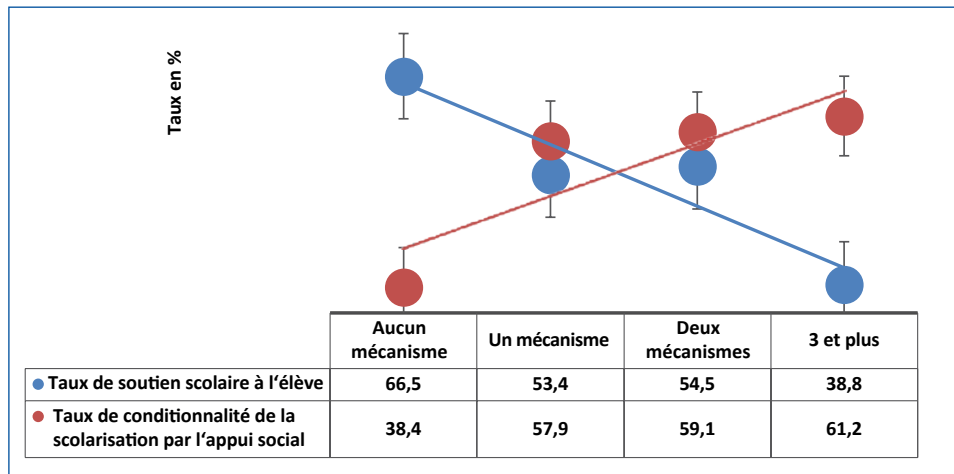 Taux en %
Aucun mécanisme
Un mécanisme
Deux mécanismes
3 et plus
Taux de soutien scolaire à l'élève 66,5 53,4 54,5 38,8
Taux de conditionnalité de la scolarisation par l'appui social 38,4 57,9 59,1 61,2